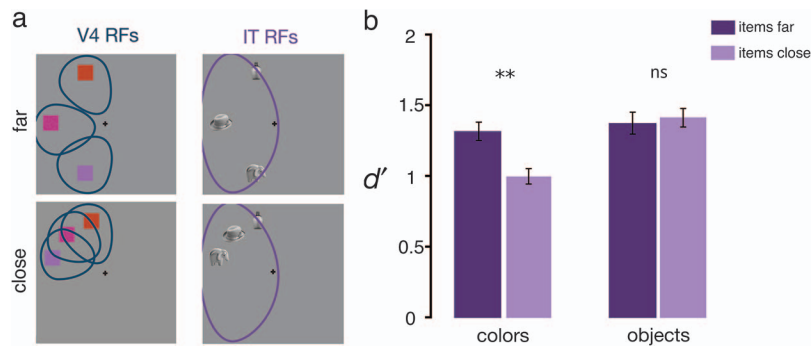 a
V4 RFs
IT RFs
far
close
b
items far
items close
2
1.5
1
0.5
0
d′
**
ns
colors
objects